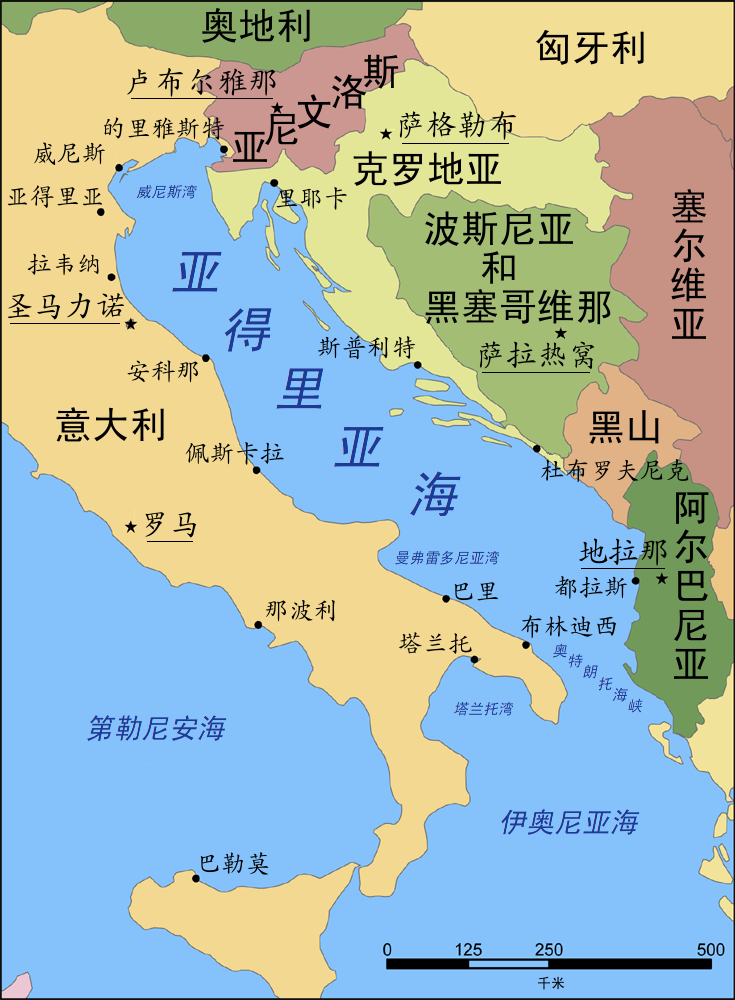 奥地利
匈牙利
斯洛文尼亚
卢布尔雅那
萨格勒布
的里雅斯特
威尼斯
克罗地亚
威尼斯湾
里耶卡
亚得里亚
塞尔维亚
波斯尼亚
和
黑塞哥维那
拉韦纳
亚得里亚海
圣马力诺
斯普利特
萨拉热窝
安科那
意大利
黑山
佩斯卡拉
杜布罗夫尼克
罗马
阿尔巴尼亚
地拉那
曼弗雷多尼亚湾
都拉斯
巴里
那波利
布林迪西
塔兰托
奥特朗托海峡
塔兰托湾
第勒尼安海
伊奥尼亚海
巴勒莫
0 125 250 500
千米